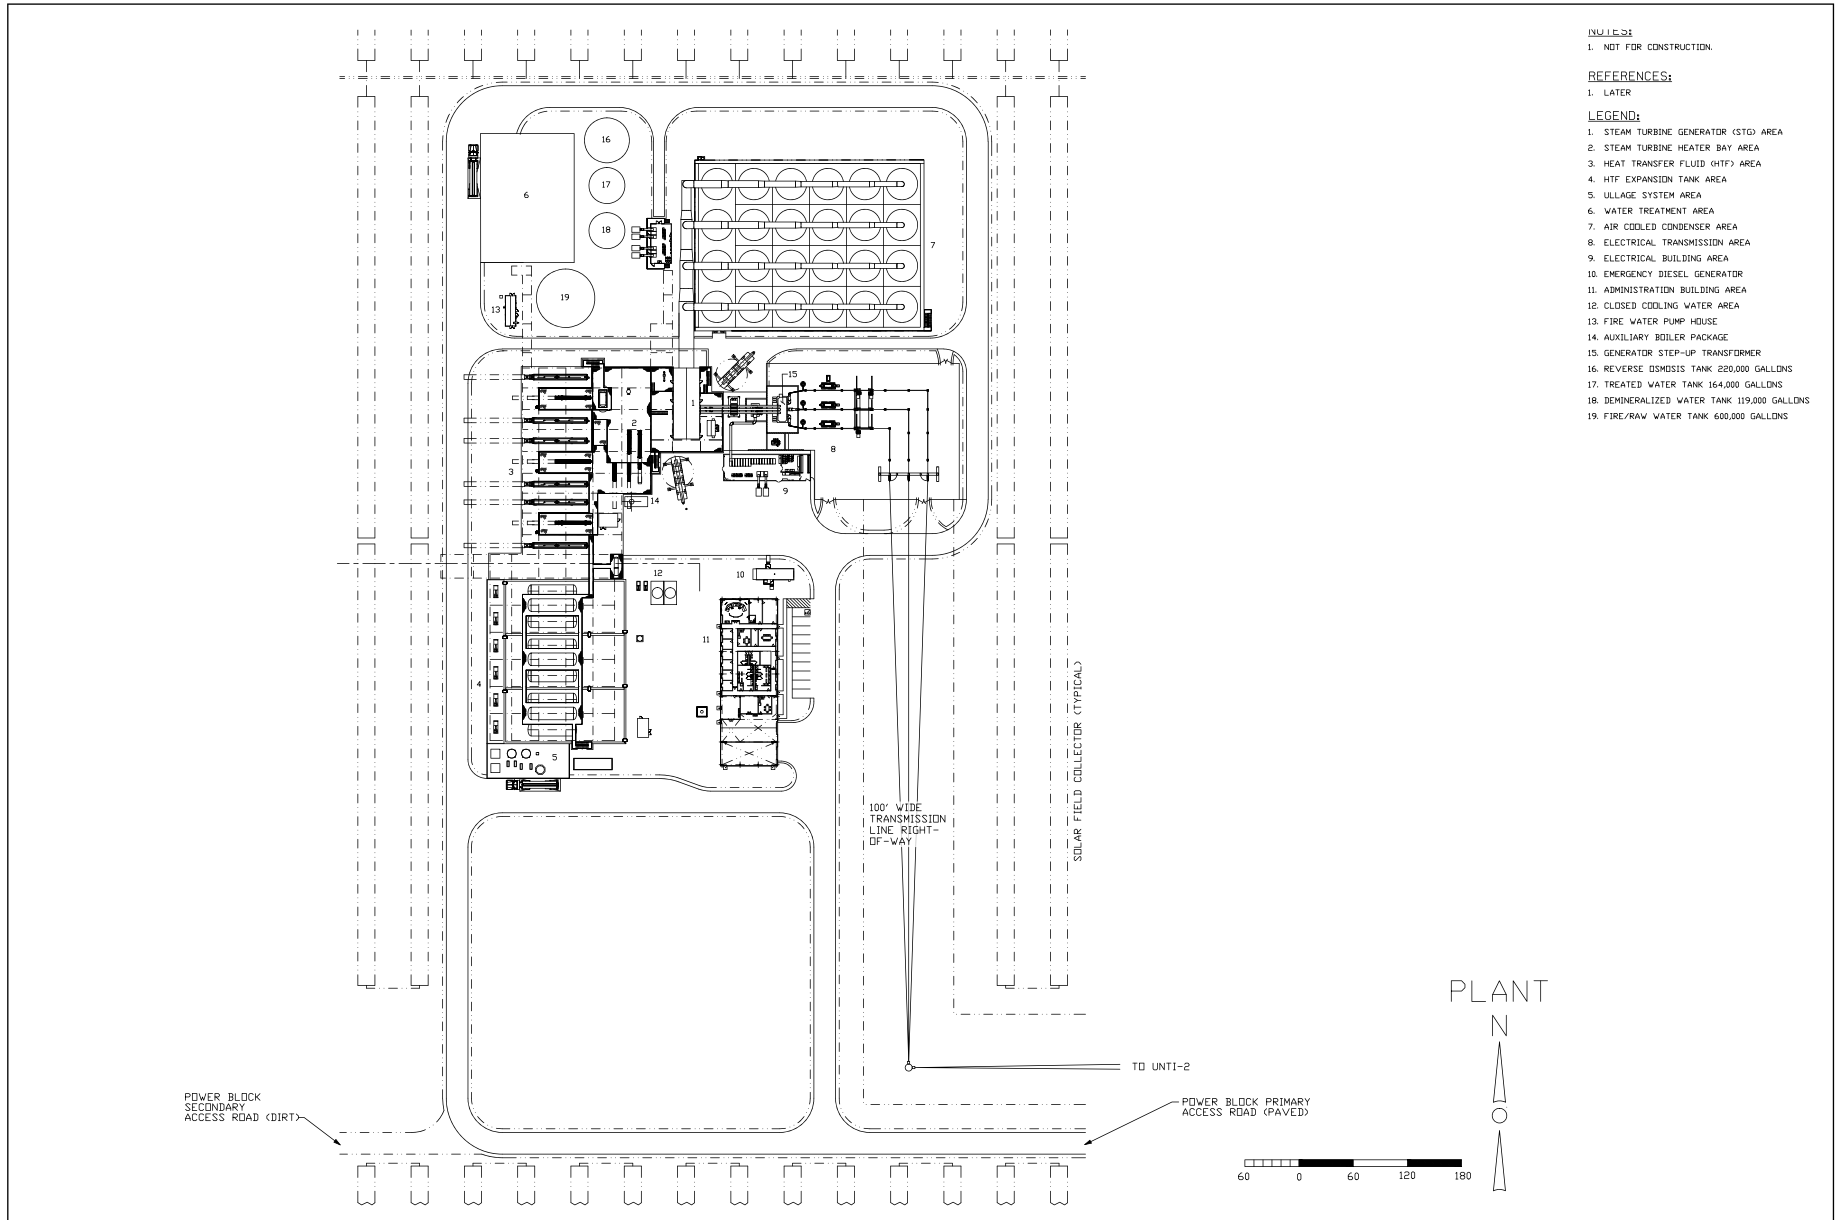 NOTES:
1. NOT FOR CONSTRUCTION.
REFERENCES:
1. LATER
LEGEND:
1. STEAM TURBINE GENERATOR (STG) AREA
2. STEAM TURBINE HEATER BAY AREA
3. HEAT TRANSFER FLUID (HTF) AREA
4. HTF EXPANSION TANK AREA
5. ULLAGE SYSTEM AREA
6. WATER TREATMENT AREA
7. AIR COOLED CONDENSER AREA
8. ELECTRICAL TRANSMISSION AREA
9. ELECTRICAL BUILDING AREA
10. EMERGENCY DIESEL GENERATOR
11. ADMINISTRATION BUILDING AREA
12. CLOSED COOLING WATER AREA
13. FIRE WATER PUMP HOUSE
14. AUXILIARY BOILER PACKAGE
15. GENERATOR STEP-UP TRANSFORMER
16. REVERSE OSMOSIS TANK 220,000 GALLONS
17. TREATED WATER TANK 164,000 GALLONS
18. DEMINERALIZED WATER TANK 119,000 GALLONS
19. FIRE/RAW WATER TANK 600,000 GALLONS
16
17
6
18
7
19
13
15
1
2
8
3
9
14
12
10
11
4
5
SOLAR FIELD COLLECTOR (TYPICAL)
100' WIDE
TRANSMISSION
LINE RIGHT-
OF-WAY
PLANT
N
TO UNTI-2
POWER BLOCK
SECONDARY
ACCESS ROAD (DIRT)
POWER BLOCK PRIMARY
ACCESS ROAD (PAVED)
60 0 60 120 180